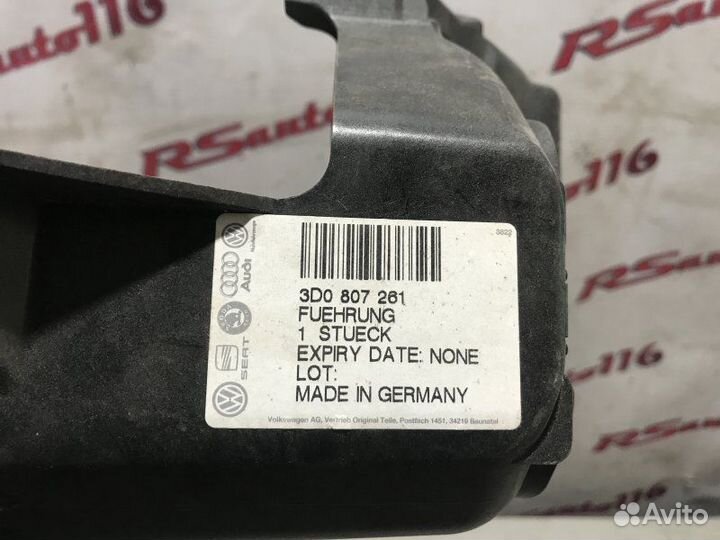 RSauto116
RSauto116
RSauto116
RSauto116
RSauto116
3822
3D0 807 261
FUEHRUNG
1 STUECK
EXPIRY DATE: NONE
LOT:
MADE IN GERMANY
Audi
SEAT
Volkswagen AG, Vertrieb Original Teile, Postfach 1451, 34219 Baunatal
Avito